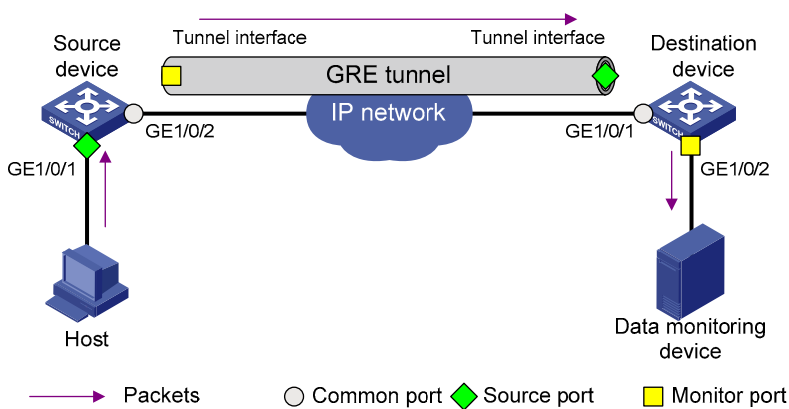 Source
device
Tunnel interface
Tunnel interface
Destination
device
GRE tunnel
SWITCH
GE1/0/2
IP network
GE1/0/1
SWITCH
GE1/0/1
GE1/0/2
Host
Data monitoring
device
Packets
Common port
Source port
Monitor port